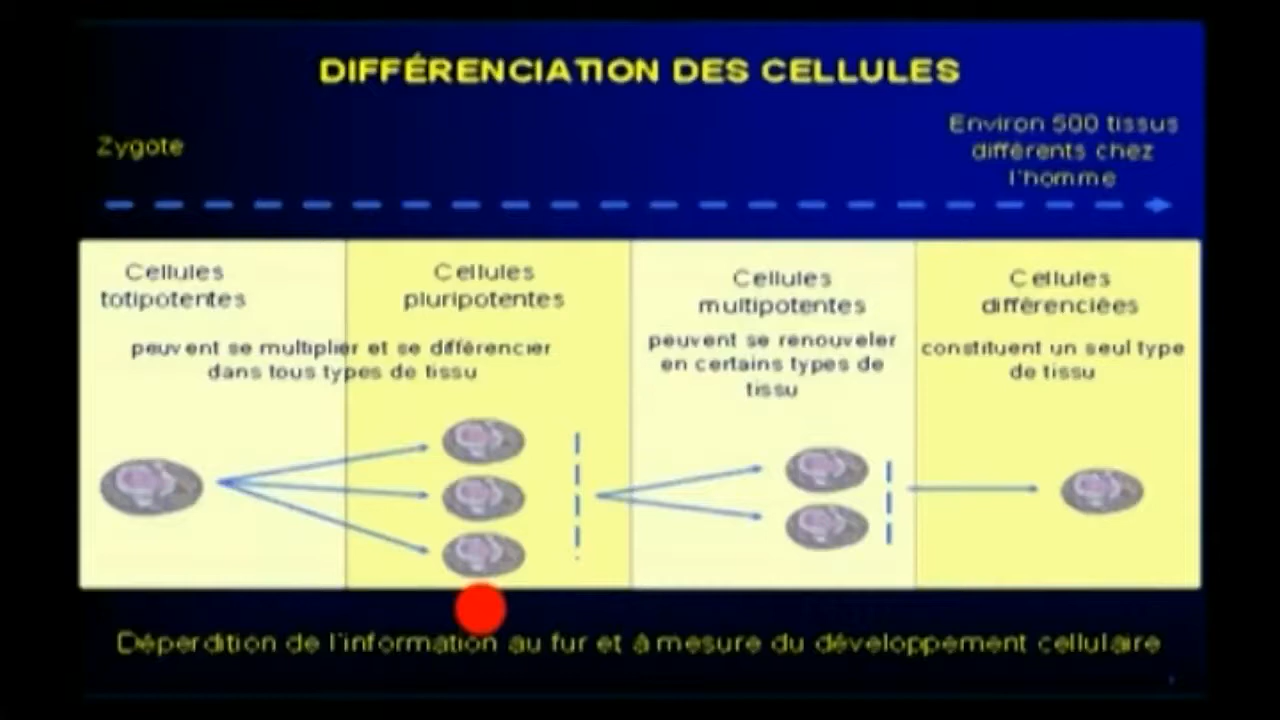 DIFFÉRENCIATION DES CELLULES
Zygote
Environ 500 tissus
différents chez
l'homme
Cellules
totipotentes
Cellules
pluripotentes
peuvent se multiplier et se différencier
dans tous types de tissu
Cellules
multipotentes
peuvent se renouveler
en certains types de
tissu
Cellules
différenciées
constituent un seul type
de tissu
Déperdition de l'information au fur et à mesure du développement cellulaire